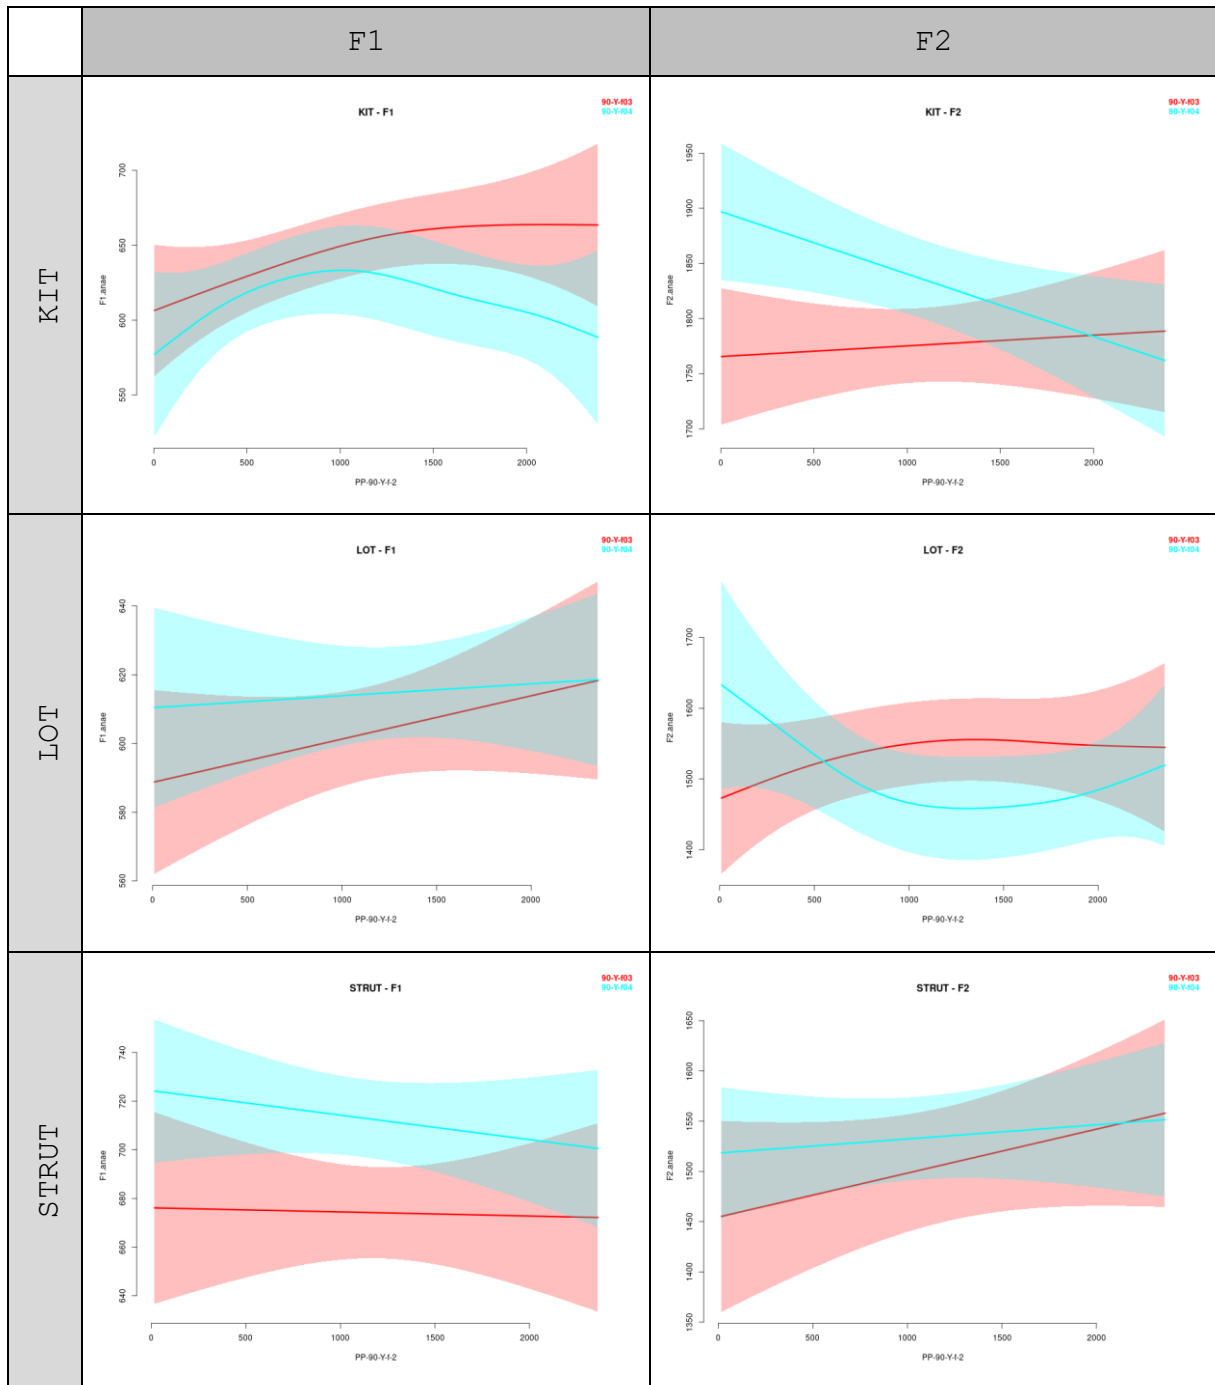 F1
F2
KIT
KIT - F1
90-Y-f03
90-Y-f04
F1.anae
700
650
600
550
0 500 1000 1500 2000
PP-90-Y-f-2
KIT - F2
90-Y-f03
90-Y-f04
F2.anae
1950
1900
1850
1800
1750
1700
0 500 1000 1500 2000
PP-90-Y-f-2
LOT
LOT - F1
90-Y-f03
90-Y-f04
F1.anae
640
620
600
580
560
0 500 1000 1500 2000
PP-90-Y-f-2
LOT - F2
90-Y-f03
90-Y-f04
F2.anae
1700
1600
1500
1400
0 500 1000 1500 2000
PP-90-Y-f-2
STRUT
STRUT - F1
90-Y-f03
90-Y-f04
F1.anae
740
720
700
680
660
640
0 500 1000 1500 2000
PP-90-Y-f-2
STRUT - F2
90-Y-f03
90-Y-f04
F2.anae
1650
1600
1550
1500
1450
1400
1350
0 500 1000 1500 2000
PP-90-Y-f-2